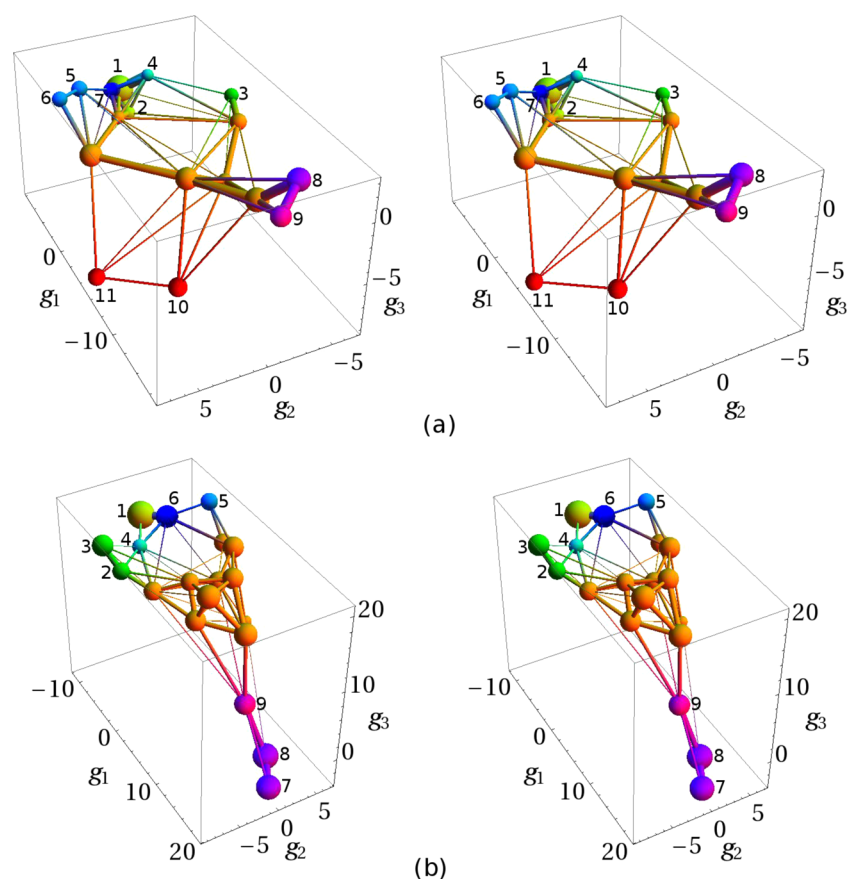 1 4 1 4
5 5
6 7 2 3 6 7 2 3
8 8
9 9
0 0
0 0
−5 −5
g1 11 10 g3 g1 11 10 g3
−10 −10
−5 −5
0 0
5 g2 5 g2
(a)
6 6
1 5 1 5
3 4 3 4
2 2
20 20
−10 9 10 −10 9 10
0 g3 0 g3
8 0 8 0
g1 7 g1 7
10 5 10 5
0 0
20 −5 g2 20 −5 g2
(b)